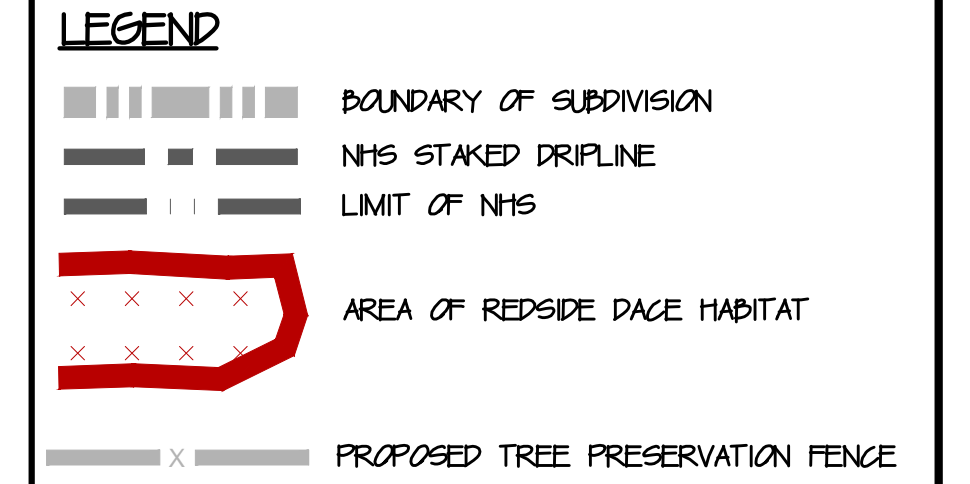 LEGEND
BOUNDARY OF SUBDIVISION
NHS STAKED DRIPLINE
LIMIT OF NHS
AREA OF REDSIDE DACE HABITAT
X PROPOSED TREE PRESERVATION FENCE